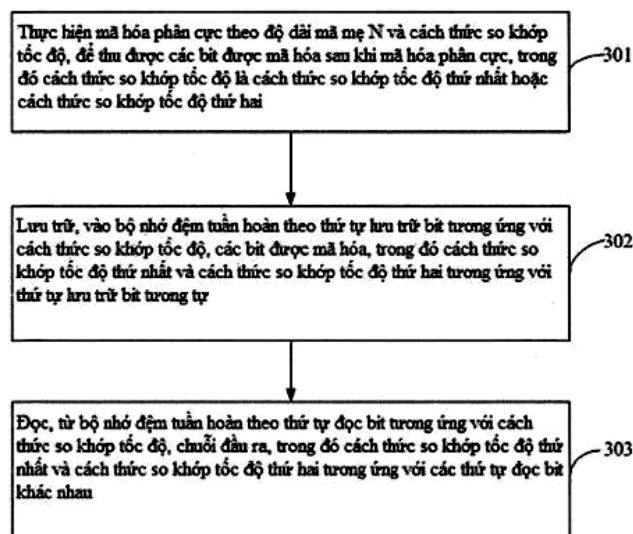 Thực hiện mã hóa phân cực theo độ dài mã mẹ N và cách thức so khớp
tốc độ, để thu được các bit được mã hóa sau khi mã hóa phân cực, trong
đó cách thức so khớp tốc độ là cách thức so khớp tốc độ thứ nhất hoặc
cách thức so khớp tốc độ thứ hai
301
Lưu trữ, vào bộ nhớ đệm tuần hoàn theo thứ tự lưu trữ bit tương ứng với
cách thức so khớp tốc độ, các bit được mã hóa, trong đó cách thức so
khớp tốc độ thứ nhất và cách thức so khớp tốc độ thứ hai tương ứng với
thứ tự lưu trữ bit tương tự
302
Đọc, từ bộ nhớ đệm tuần hoàn theo thứ tự đọc bit tương ứng với cách
thức so khớp tốc độ, chuỗi đầu ra, trong đó cách thức so khớp tốc độ thứ
nhất và cách thức so khớp tốc độ thứ hai tương ứng với các thứ tự đọc bit
khác nhau
303